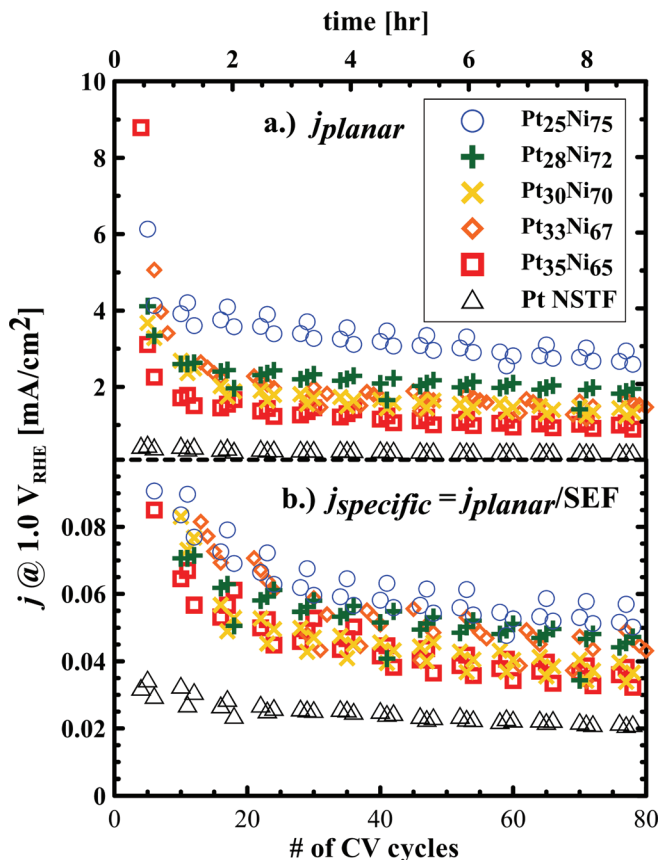 time [hr]
0 2 4 6 8
10
8
6
4
2
a.) jplanar
Pt25Ni75
Pt28Ni72
Pt30Ni70
Pt33Ni67
Pt35Ni65
Pt NSTF
j @ 1.0 VRHE [mA/cm2]
b.) jspecific = jplanar/SEF
0.08
0.06
0.04
0.02
0
0 20 40 60 80
# of CV cycles